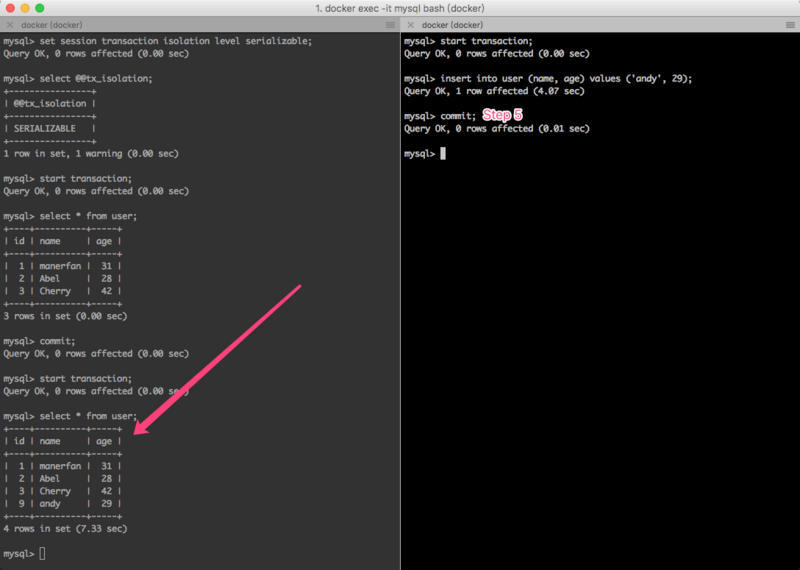 1. docker exec -it mysql bash (docker)
docker (docker)
mysql> set session transaction isolation level serializable;
Query OK, 0 rows affected (0.00 sec)
mysql> select @@tx_isolation;
+----------------+
| @@tx_isolation |
+----------------+
| SERIALIZABLE   |
+----------------+
1 row in set, 1 warning (0.00 sec)
mysql> start transaction;
Query OK, 0 rows affected (0.00 sec)
mysql> select * from user;
+----+----------+-----+
| id | name     | age |
+----+----------+-----+
|  1 | manerfan |  31 |
|  2 | Abel     |  28 |
|  3 | Cherry   |  42 |
+----+----------+-----+
3 rows in set (0.00 sec)
mysql> commit;
Query OK, 0 rows affected (0.00 sec)
mysql> start transaction;
Query OK, 0 rows affected (0.00 sec)
mysql> select * from user;
+----+----------+-----+
| id | name     | age |
+----+----------+-----+
|  1 | manerfan |  31 |
|  2 | Abel     |  28 |
|  3 | Cherry   |  42 |
|  9 | andy     |  29 |
+----+----------+-----+
4 rows in set (7.33 sec)
mysql>
docker (docker)
mysql> start transaction;
Query OK, 0 rows affected (0.00 sec)
mysql> insert into user (name, age) values ('andy', 29);
Query OK, 1 row affected (4.07 sec)
mysql> commit; Step 5
Query OK, 0 rows affected (0.01 sec)
mysql>